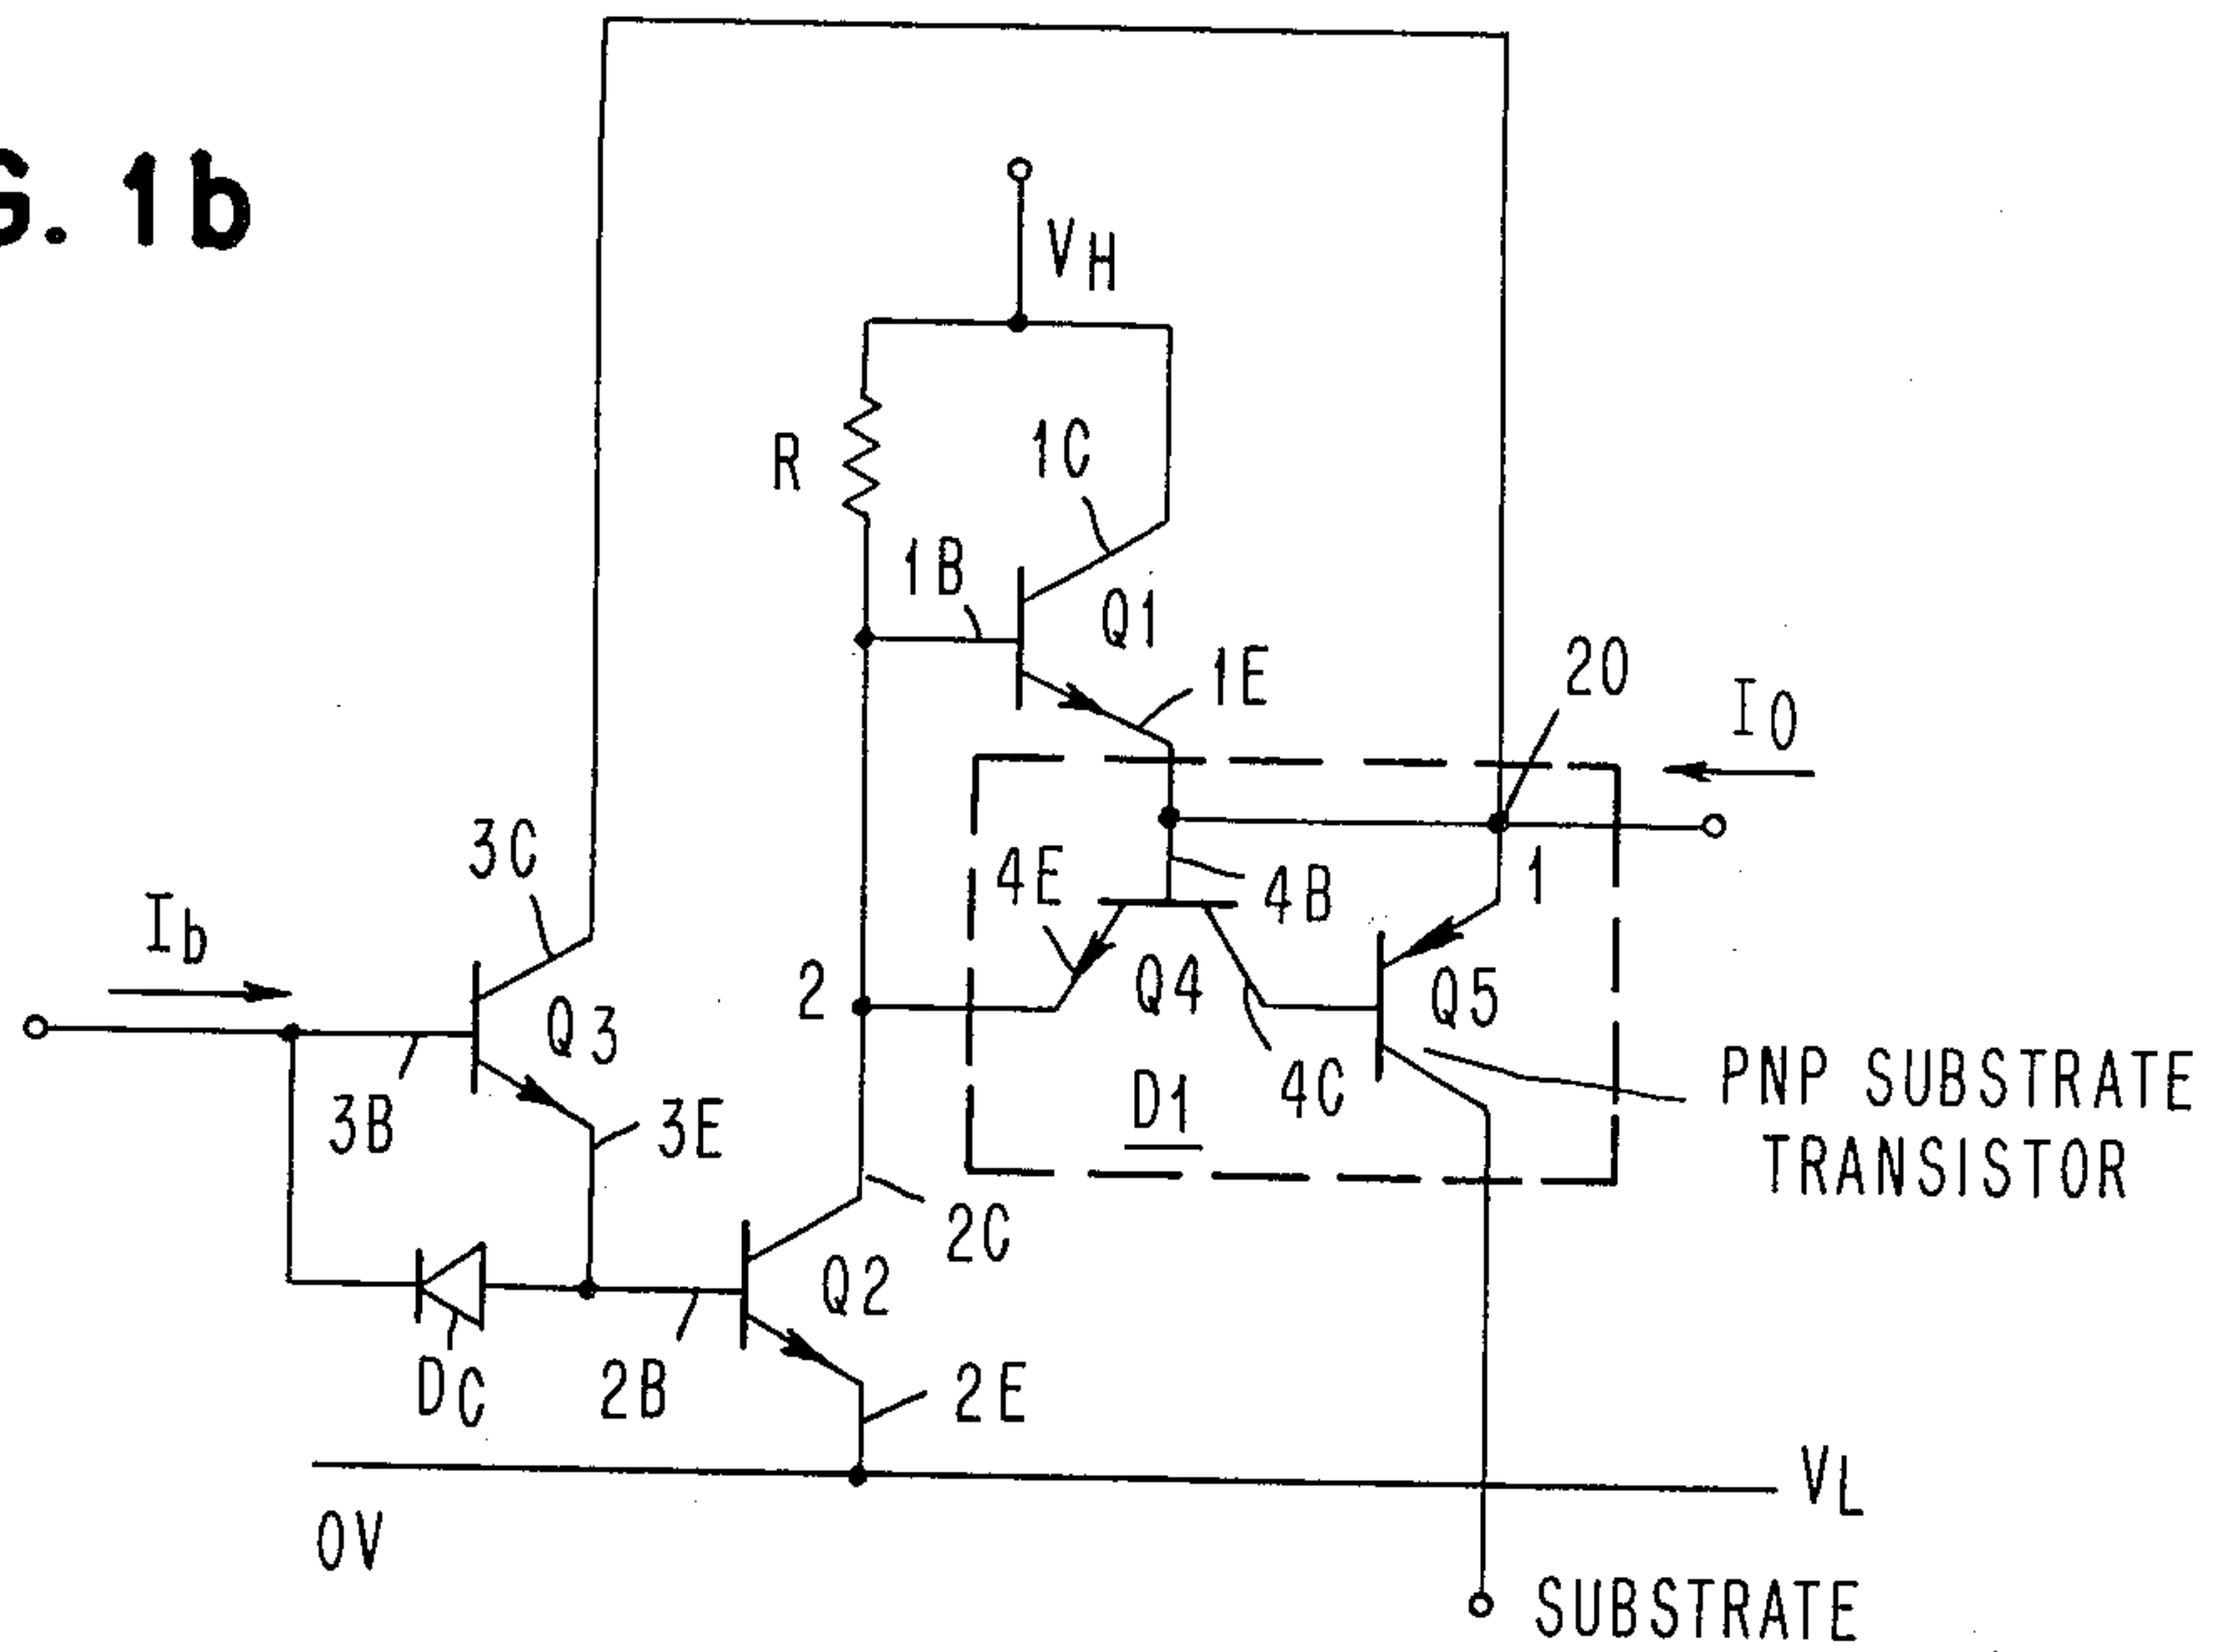 G. 1b
VH
R
1C
1B
Q1
1E
20
IO
3C
4E
4B
1
Ib
Q3
2
Q4
Q5
3B
3E
D1
4C
PNP SUBSTRATE
TRANSISTOR
2C
Q2
DC
2B
2E
VL
0V
SUBSTRATE